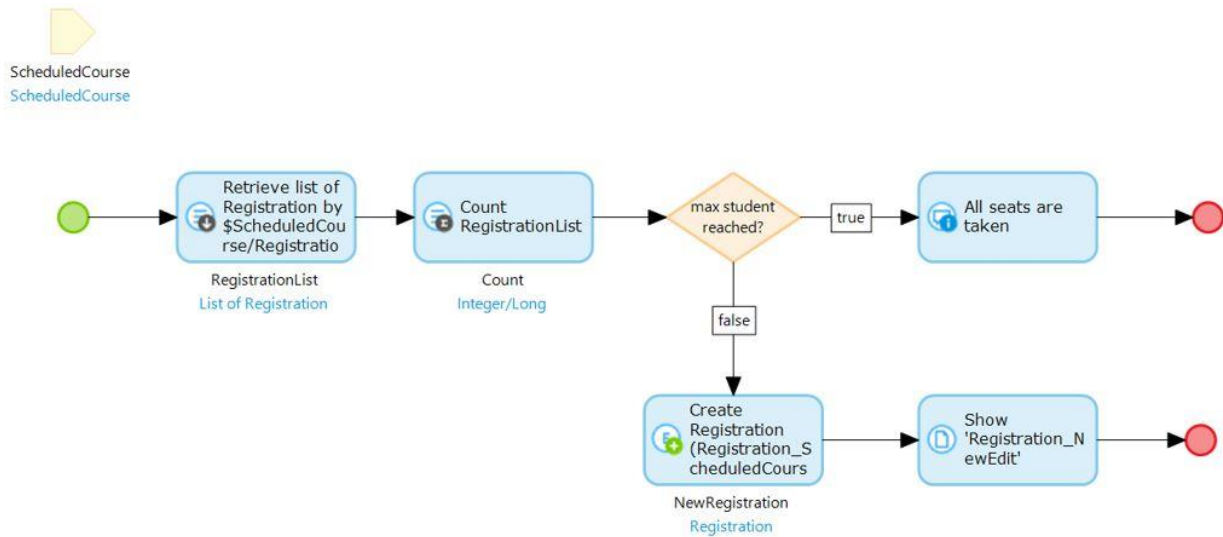 ScheduledCourse
ScheduledCourse
Retrieve list of
Registration by
$ScheduledCou
rse/Registratio
RegistrationList
List of Registration
Count
RegistrationList
Count
Integer/Long
max student
reached?
true
All seats are
taken
false
Create
Registration
(Registration_S
cheduledCours
NewRegistration
Registration
Show
'Registration_N
ewEdit'